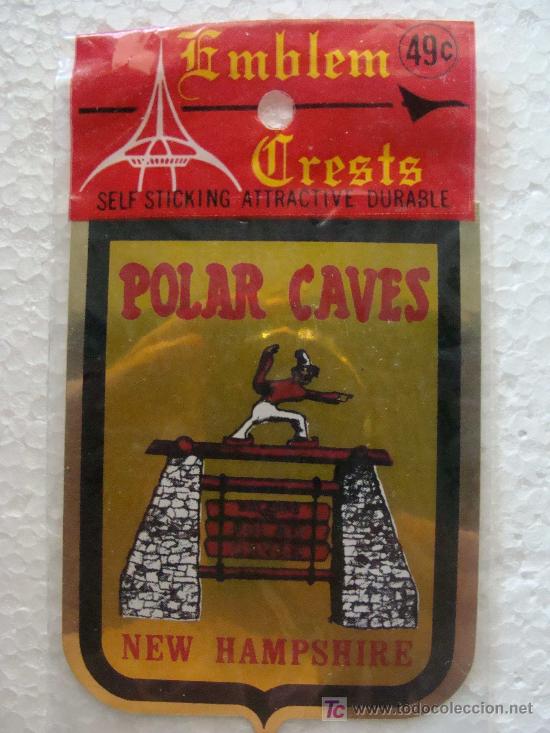 Emblem
49¢
Crests
SELF STICKING ATTRACTIVE DURABLE
POLAR CAVES
NEW HAMPSHIRE
TC
www.todocoleccion.net